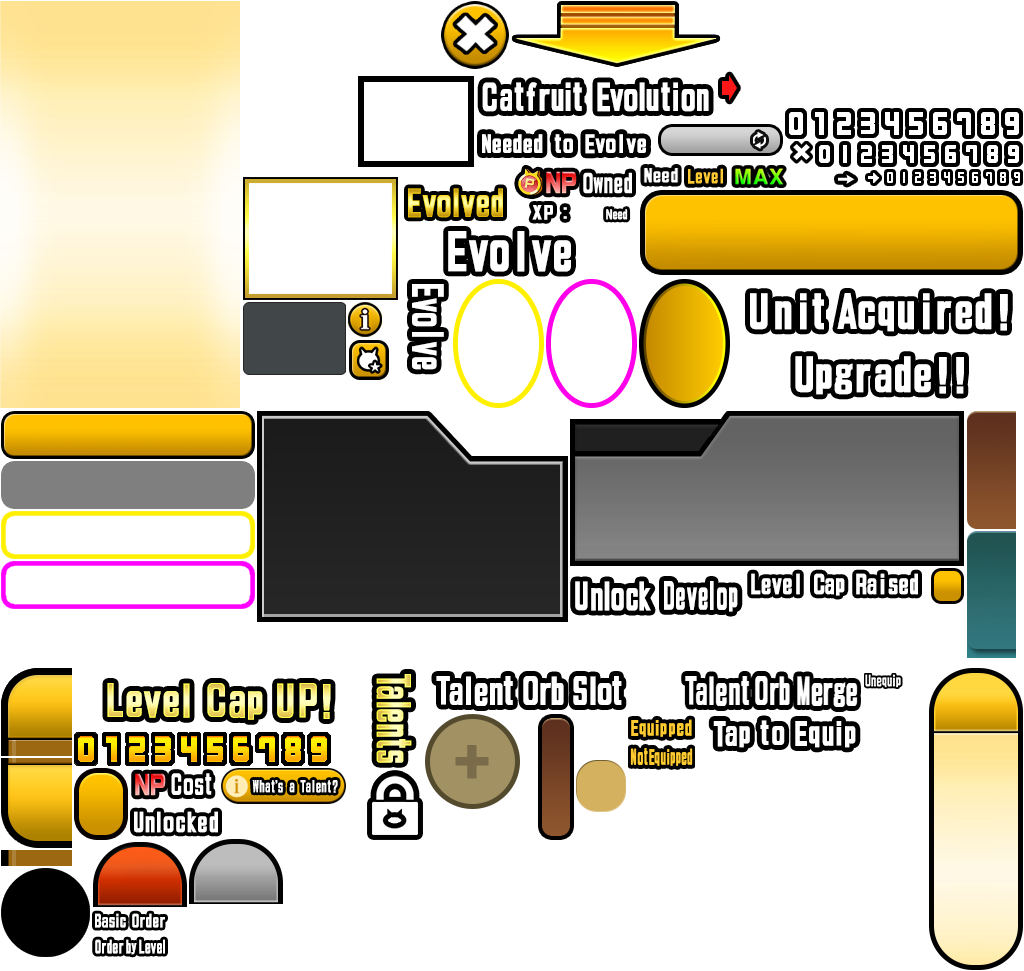 Catfruit Evolution
0123456789
Needed to Evolve
×0123456789
Need Level MAX
0123456789
NP Owned
Evolved
XP:
Need
Evolve
Evolve
i
Unit Acquired!
Upgrade!!
Unlock Develop
Level Cap Raised
Level Cap UP!
0123456789
Talents
Talent Orb Slot
Talent Orb Merge
Unequip
Equipped
Tap to Equip
NotEquipped
NP Cost
i What's a Talent?
Unlocked
Basic Order
Order by Level